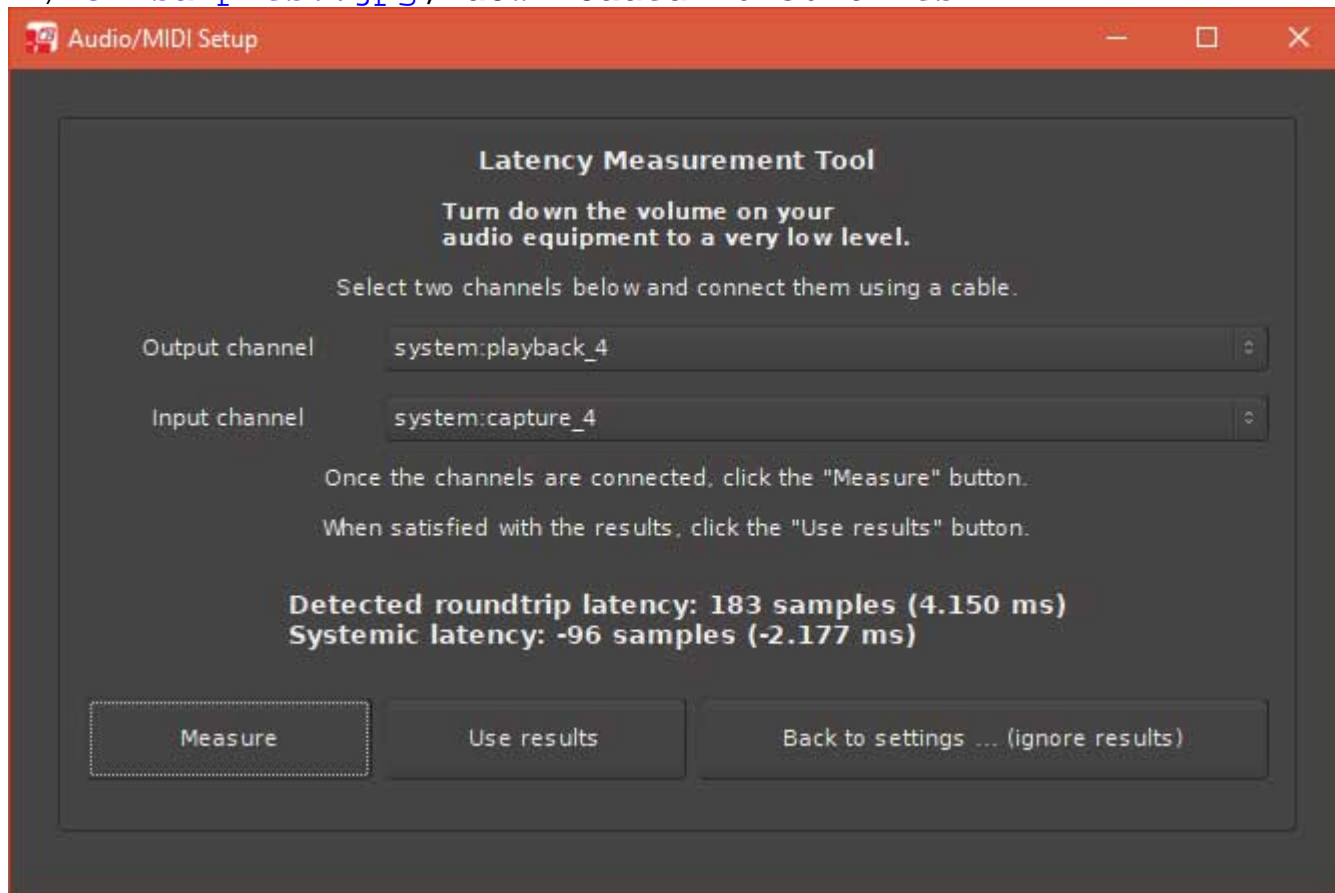 Audio/MIDI Setup
Latency Measurement Tool
Turn down the volume on your
audio equipment to a very low level.
Select two channels below and connect them using a cable.
Output channel system:playback_4
Input channel system:capture_4
Once the channels are connected, click the "Measure" button.
When satisfied with the results, click the "Use results" button.
Detected roundtrip latency: 183 samples (4.150 ms)
Systemic latency: -96 samples (-2.177 ms)
Measure Use results Back to settings ... (ignore results)